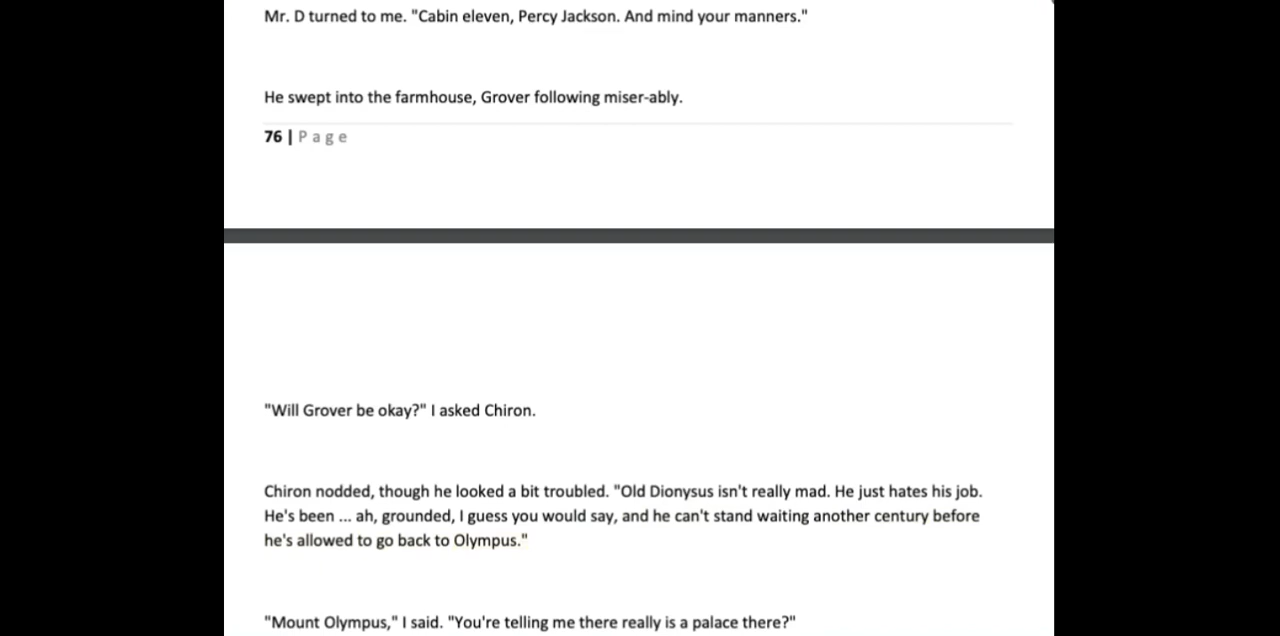 Mr. D turned to me. "Cabin eleven, Percy Jackson. And mind your manners."
He swept into the farmhouse, Grover following miser-ably.
76 | Page
"Will Grover be okay?" I asked Chiron.
Chiron nodded, though he looked a bit troubled. "Old Dionysus isn't really mad. He just hates his job.
He's been ... ah, grounded, I guess you would say, and he can't stand waiting another century before
he's allowed to go back to Olympus."
"Mount Olympus," I said. "You're telling me there really is a palace there?"